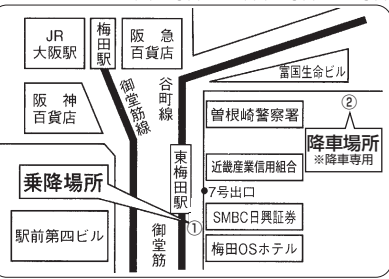 JR
大阪駅
梅田駅
阪急
百貨店
御堂筋線
谷町線
富国生命ビル
阪神
百貨店
曽根崎警察署
②
降車場所
※降車専用
東梅田駅
近畿産業信用組合
乗降場所
7号出口
①
SMBC日興証券
駅前第四ビル
御堂筋
梅田OSホテル